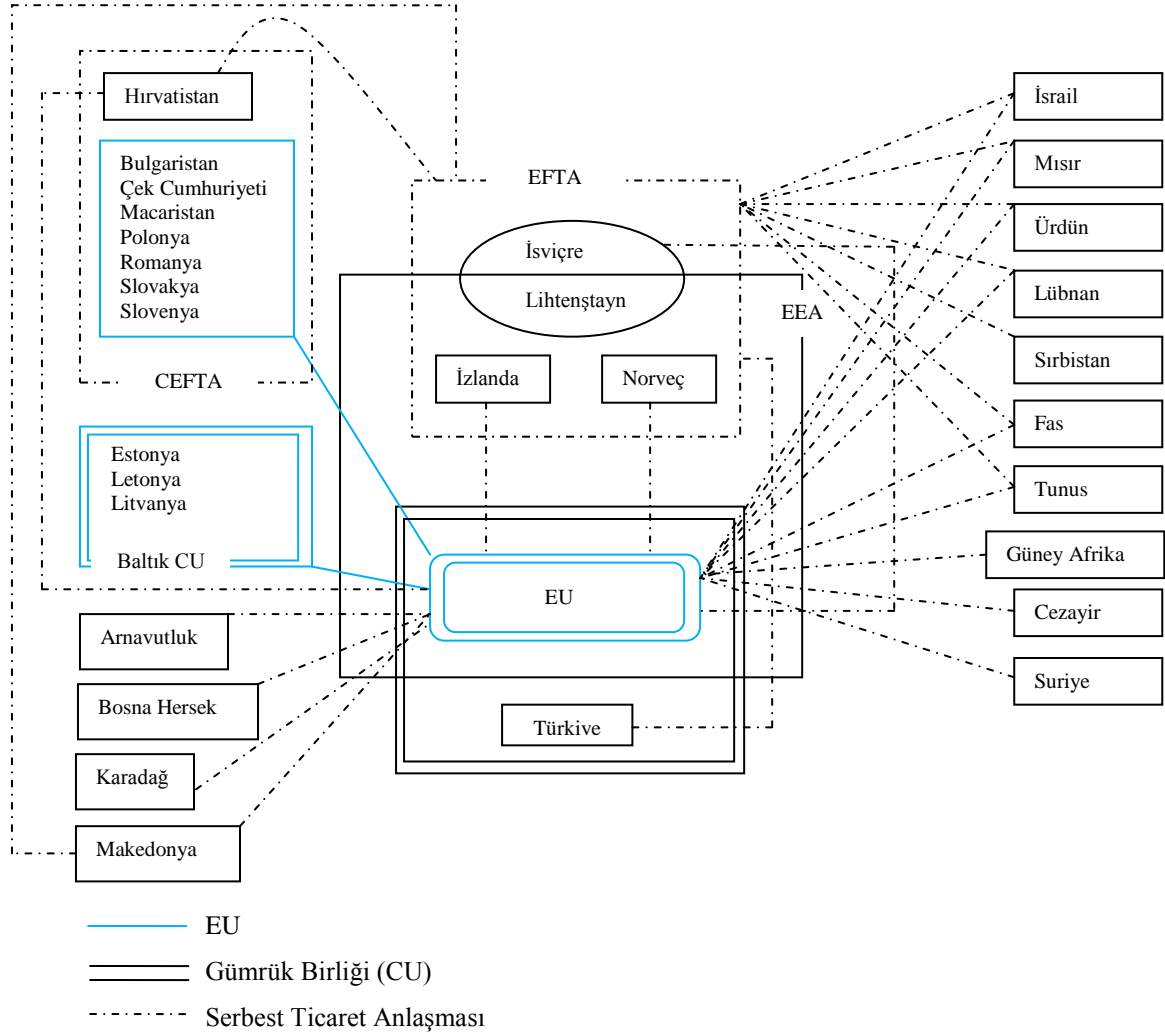 Hırvatistan
Bulgaristan
Çek Cumhuriyeti
Macaristan
Polonya
Romanya
Slovakya
Slovenya
CEFTA
Estonya
Letonya
Litvanya
Baltık CU
Arnavutluk
Bosna Hersek
Karadağ
Makedonya
EFTA
İsviçre
Lihtenştayn
EEA
İzlanda
Norveç
EU
Türkive
İsrail
Mısır
Ürdün
Lübnan
Sırbistan
Fas
Tunus
Güney Afrika
Cezayir
Suriye
EU
Gümrük Birliği (CU)
Serbest Ticaret Anlaşması